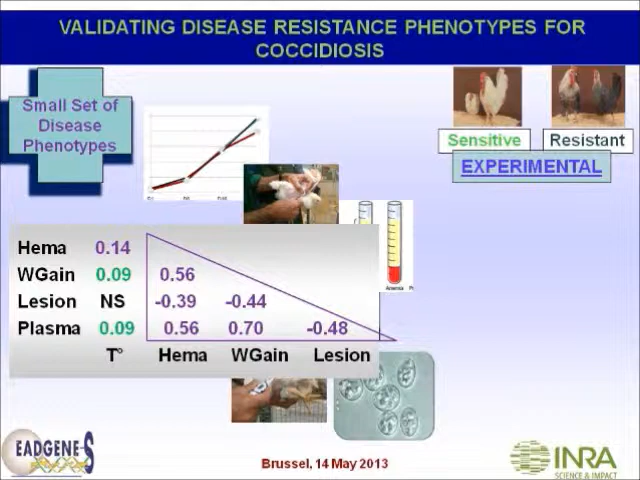 VALIDATING DISEASE RESISTANCE PHENOTYPES FOR
COCCIDIOSIS
Small Set of
Disease
Phenotypes
Sensitive
Resistant
EXPERIMENTAL
Anemia
Hema 0.14
WGain 0.09 0.56
Lesion NS -0.39 -0.44
Plasma 0.09 0.56 0.70 -0.48
T° Hema WGain Lesion
EADGENE-S
Brussel, 14 May 2013
INRA
SCIENCE & IMPACT